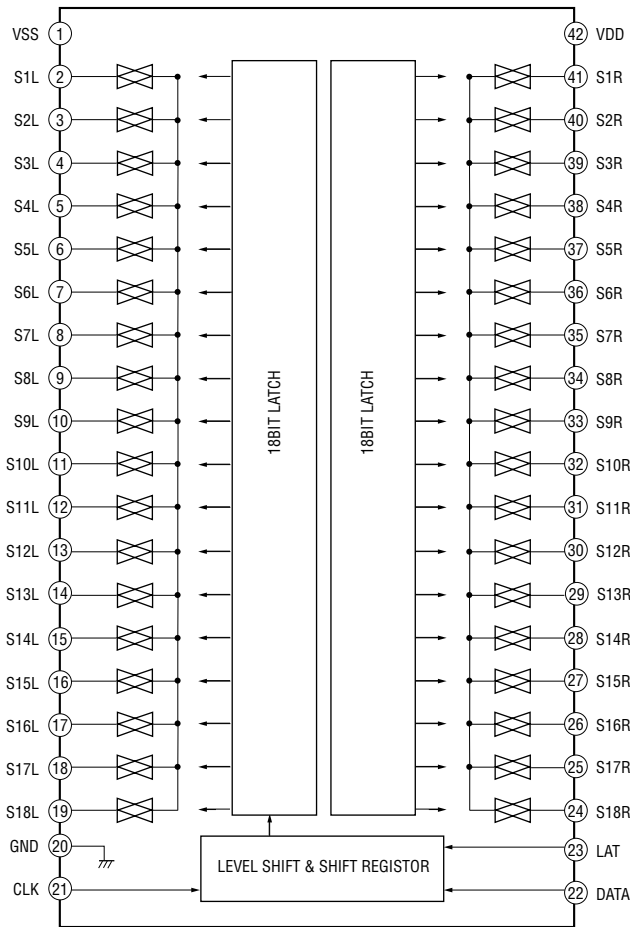 VSS 1 42 VDD
S1L 2 41 S1R
S2L 3 40 S2R
S3L 4 39 S3R
S4L 5 38 S4R
S5L 6 37 S5R
S6L 7 36 S6R
S7L 8 35 S7R
S8L 9 34 S8R
S9L 10 33 S9R
S10L 11 32 S10R
S11L 12 31 S11R
S12L 13 30 S12R
S13L 14 29 S13R
S14L 15 28 S14R
S15L 16 27 S15R
S16L 17 26 S16R
S17L 18 25 S17R
S18L 19 24 S18R
GND 20 23 LAT
CLK 21 22 DATA
18BIT LATCH
18BIT LATCH
LEVEL SHIFT & SHIFT REGISTOR